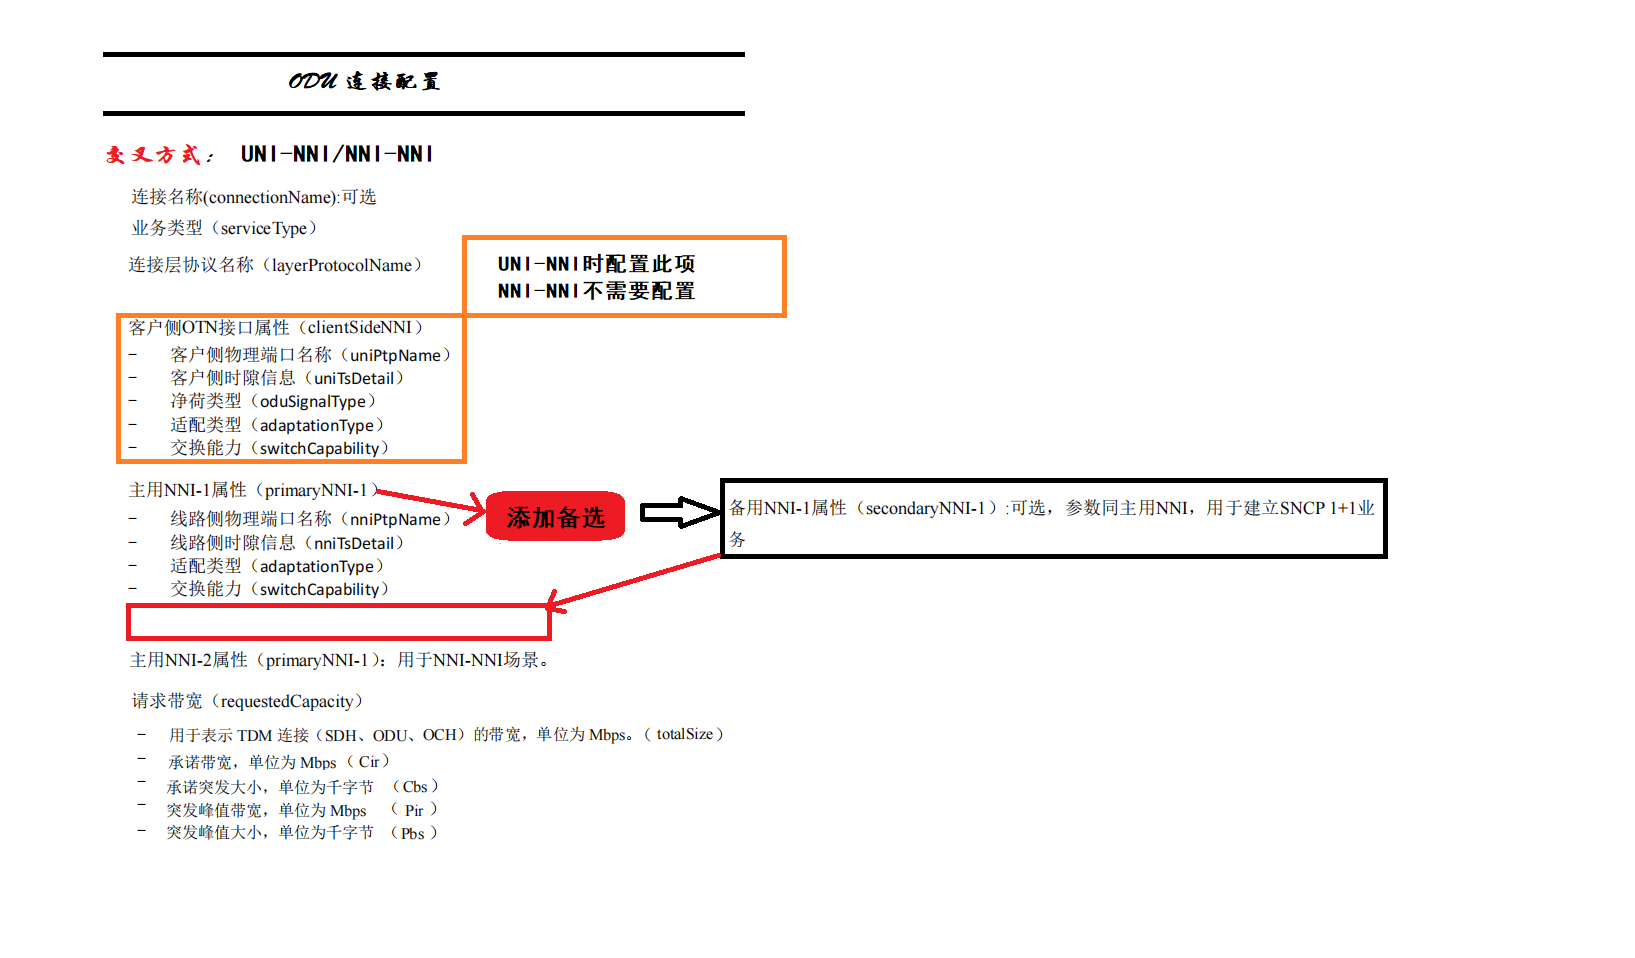 ODU 连接配置
交叉方式： UNI-NNI/NNI-NNI
连接名称(connectionName):可选
业务类型（serviceType）
连接层协议名称（layerProtocolName）
UNI-NNI时配置此项
NNI-NNI不需要配置
客户侧OTN接口属性（clientSideNNI）
- 客户侧物理端口名称（uniPtpName）
- 客户侧时隙信息（uniTsDetail）
- 净荷类型（oduSignalType）
- 适配类型（adaptationType）
- 交换能力（switchCapability）
主用NNI-1属性（primaryNNI-1）
- 线路侧物理端口名称（nniPtpName）
- 线路侧时隙信息（nniTsDetail）
- 适配类型（adaptationType）
- 交换能力（switchCapability）
添加备选
备用NNI-1属性（secondaryNNI-1）:可选，参数同主用NNI，用于建立SNCP 1+1业
务
主用NNI-2属性（primaryNNI-1）：用于NNI-NNI场景。
请求带宽（requestedCapacity）
- 用于表示 TDM 连接（SDH、ODU、OCH）的带宽，单位为 Mbps。（totalSize）
- 承诺带宽，单位为 Mbps（Cir）
- 承诺突发大小，单位为千字节 （Cbs）
- 突发峰值带宽，单位为 Mbps （Pir）
- 突发峰值大小，单位为千字节 （Pbs）